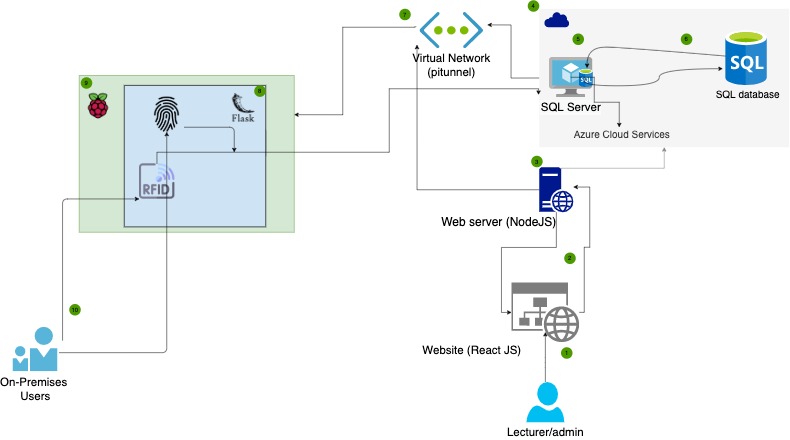 4
7
5
6
SQL
Virtual Network
(pitunnel)
SQL database
9
8
Flask
SQL
SQL Server
Azure Cloud Services
3
RFID
Web server (NodeJS)
2
10
Website (React JS)
1
On-Premises
Users
Lecturer/admin